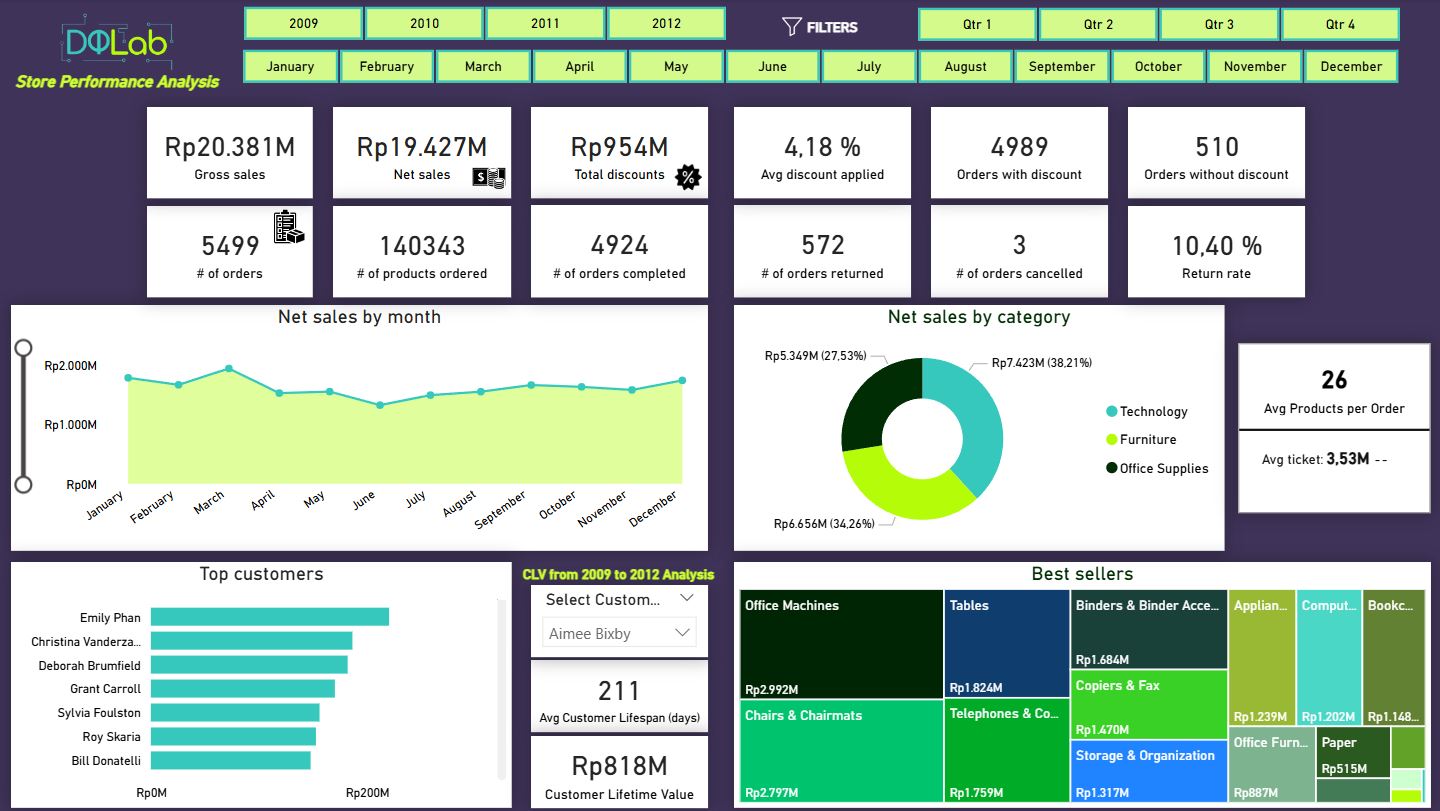 DQLab
Store Performance Analysis
2009
2010
2011
2012
FILTERS
Qtr 1
Qtr 2
Qtr 3
Qtr 4
January
February
March
April
May
June
July
August
September
October
November
December
Rp20.381M
Gross sales
Rp19.427M
Net sales
Rp954M
Total discounts
4,18 %
Avg discount applied
4989
Orders with discount
510
Orders without discount
5499
# of orders
140343
# of products ordered
4924
# of orders completed
572
# of orders returned
3
# of orders cancelled
10,40 %
Return rate
Net sales by month
Rp2.000M
Rp1.000M
Rp0M
January
February
March
April
May
June
July
August
September
October
November
December
Net sales by category
Rp5.349M (27,53%)
Rp7.423M (38,21%)
Rp6.656M (34,26%)
Technology
Furniture
Office Supplies
26
Avg Products per Order
Avg ticket: 3,53M --
Top customers
Emily Phan
Christina Vanderza...
Deborah Brumfield
Grant Carroll
Sylvia Foulston
Roy Skaria
Bill Donatelli
Rp0M
Rp200M
CLV from 2009 to 2012 Analysis
Select Custom...
Aimee Bixby
211
Avg Customer Lifespan (days)
Rp818M
Customer Lifetime Value
Best sellers
Office Machines
Rp2.992M
Chairs & Chairmats
Rp2.797M
Tables
Rp1.824M
Telephones & Co...
Rp1.759M
Binders & Binder Acce...
Rp1.684M
Copiers & Fax
Rp1.470M
Storage & Organization
Rp1.317M
Applian...
Rp1.239M
Comput...
Rp1.202M
Bookc...
Rp1.148...
Office Furn...
Rp887M
Paper
Rp515M